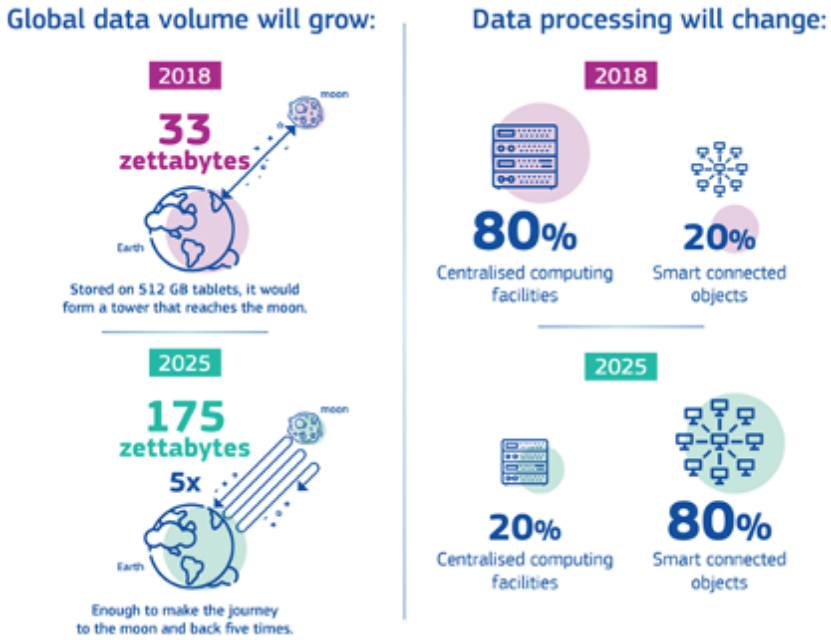 Global data volume will grow:
2018
33
zettabytes
moon
Earth
Stored on 512 GB tablets, it would
form a tower that reaches the moon.
2025
175
zettabytes
5x
moon
Earth
Enough to make the journey
to the moon and back five times.
Data processing will change:
2018
80%
Centralised computing
facilities
20%
Smart connected
objects
2025
20%
Centralised computing
facilities
80%
Smart connected
objects